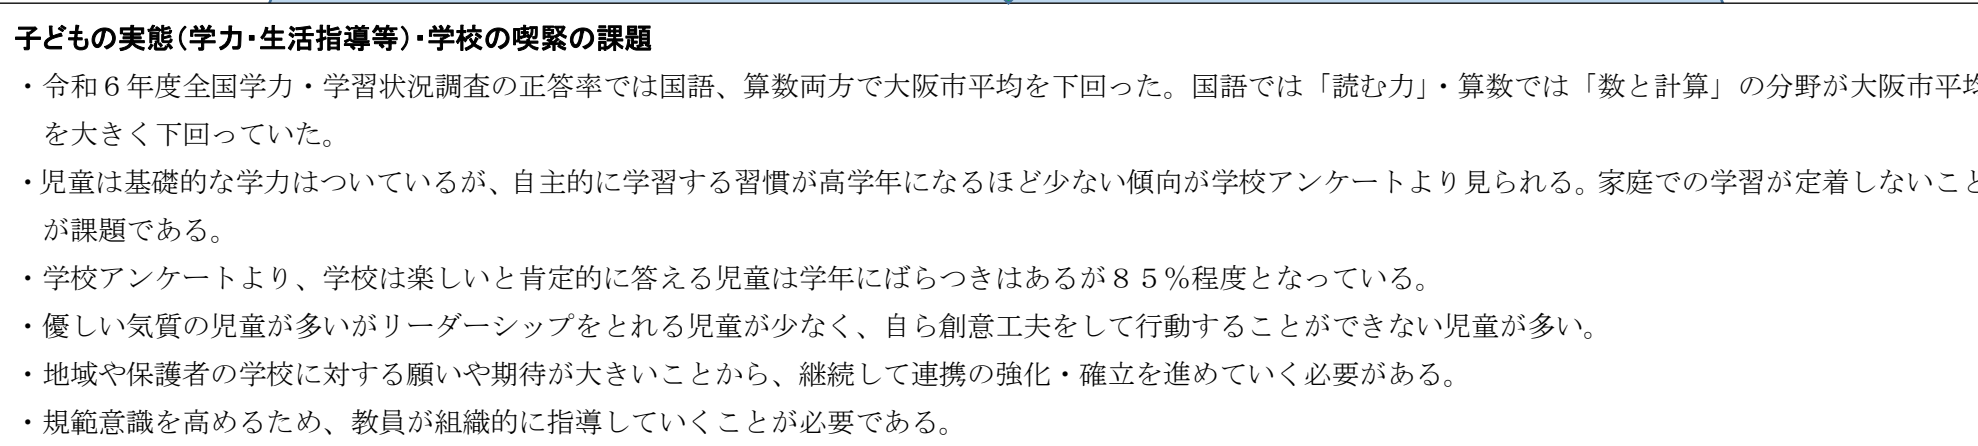 子どもの実態(学力・生活指導等)・学校の喫緊の課題
・令和６年度全国学力・学習状況調査の正答率では国語、算数両方で大阪市平均を下回った。国語では「読む力」・算数では「数と計算」の分野が大阪市平均
を大きく下回っていた。
・児童は基礎的な学力はついているが、自主的に学習する習慣が高学年になるほど少ない傾向が学校アンケートより見られる。家庭での学習が定着しないこと
が課題である。
・学校アンケートより、学校は楽しいと肯定的に答える児童は学年にばらつきはあるが８５％程度となっている。
・優しい気質の児童が多いがリーダーシップをとれる児童が少なく、自ら創意工夫をして行動することができない児童が多い。
・地域や保護者の学校に対する願いや期待が大きいことから、継続して連携の強化・確立を進めていく必要がある。
・規範意識を高めるため、教員が組織的に指導していくことが必要である。